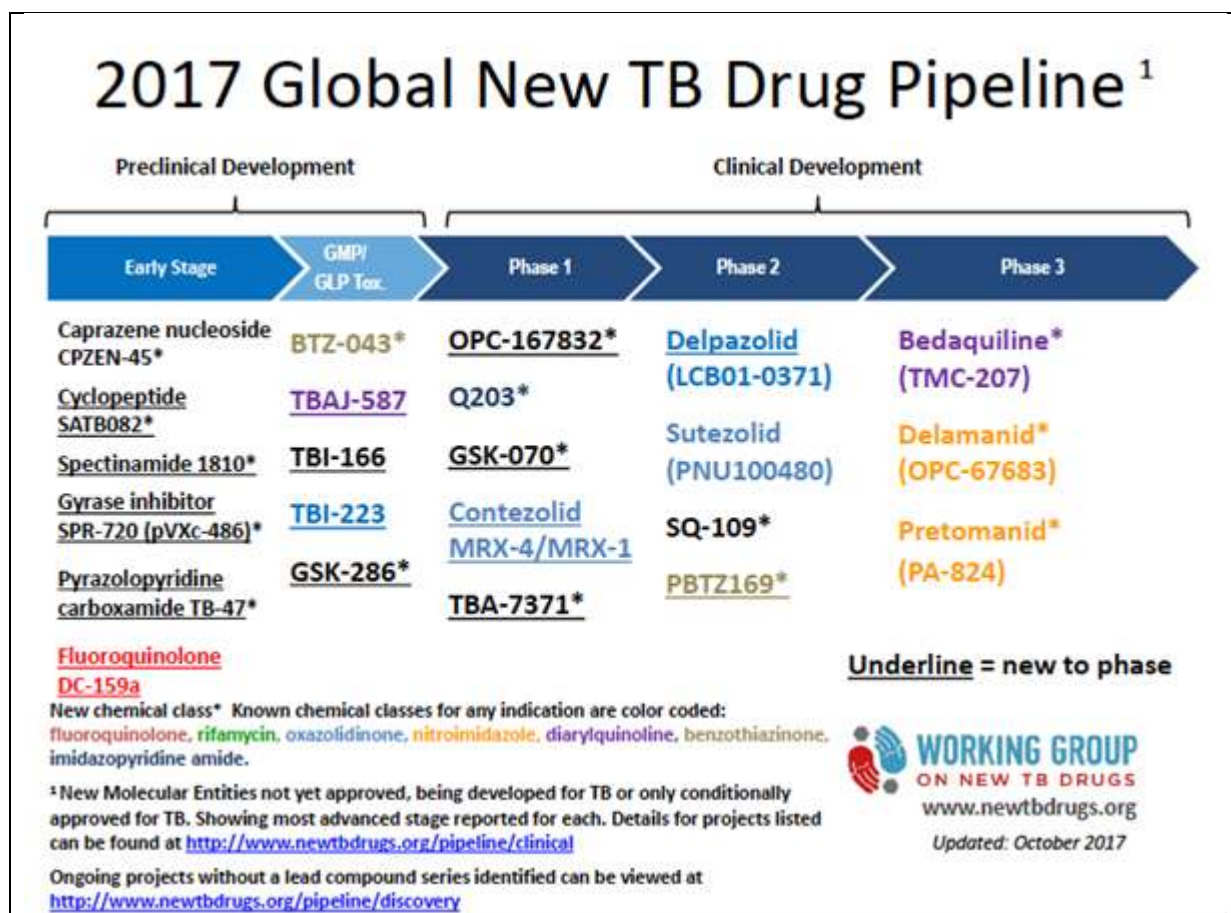 2017 Global New TB Drug Pipeline 1
Preclinical Development
Clinical Development
Early Stage
GMP/
GLP Tox.
Phase 1
Phase 2
Phase 3
Caprazene nucleoside
CPZEN-45*
Cyclopeptide
SATB082*
Spectinamide 1810*
Gyrase inhibitor
SPR-720 (pVXc-486)*
Pyrazolopyridine
carboxamide TB-47*
Fluoroquinolone
DC-159a
BTZ-043*
TBAJ-587
TBI-166
TBI-223
GSK-286*
OPC-167832*
Q203*
GSK-070*
Contezolid
MRX-4/MRX-1
TBA-7371*
Delpazolid
(LCB01-0371)
Sutezolid
(PNU100480)
SQ-109*
PBTZ169*
Bedaquiline*
(TMC-207)
Delamanid*
(OPC-67683)
Pretomanid*
(PA-824)
Underline = new to phase
New chemical class* Known chemical classes for any indication are color coded:
fluoroquinolone, rifamycin, oxazolidinone, nitroimidazole, diarylquinoline, benzothiazinone,
imidazopyridine amide.
1 New Molecular Entities not yet approved, being developed for TB or only conditionally
approved for TB. Showing most advanced stage reported for each. Details for projects listed
can be found at http://www.newtbdrugs.org/pipeline/clinical
Ongoing projects without a lead compound series identified can be viewed at
http://www.newtbdrugs.org/pipeline/discovery
WORKING GROUP
ON NEW TB DRUGS
www.newtbdrugs.org
Updated: October 2017